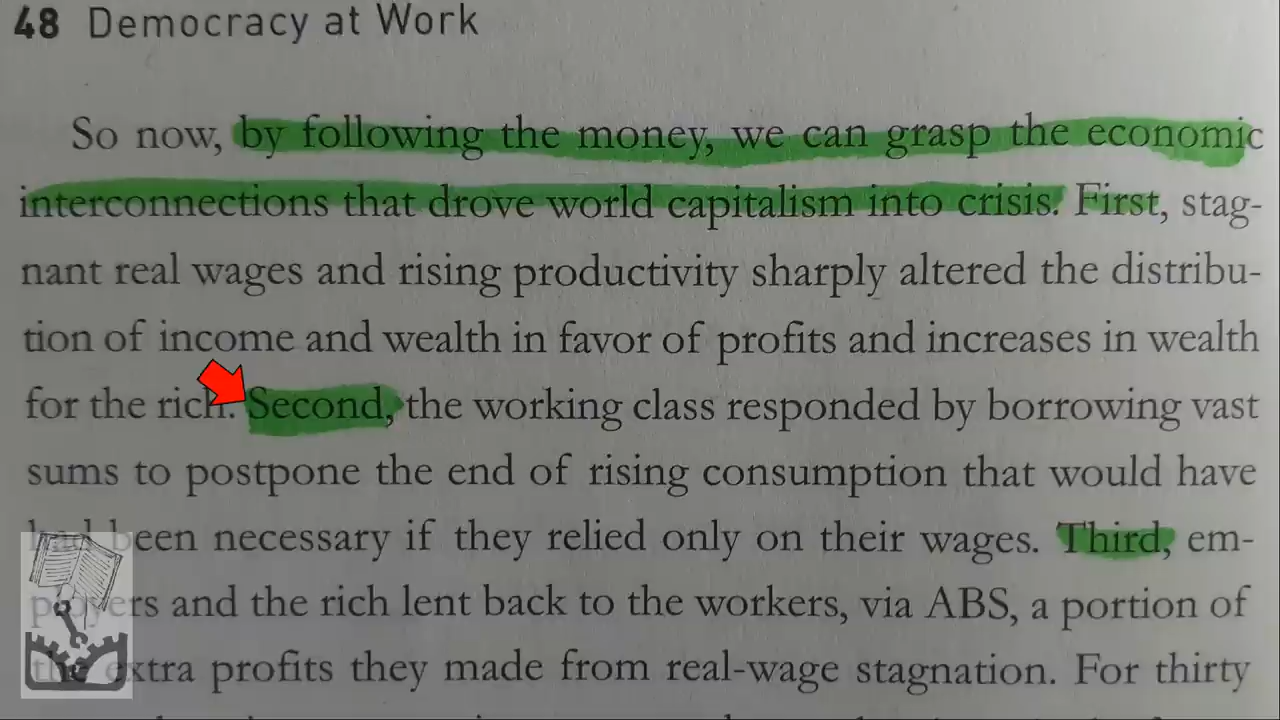 48 Democracy at Work
So now, by following the money, we can grasp the economic
interconnections that drove world capitalism into crisis. First, stag-
nant real wages and rising productivity sharply altered the distribu-
tion of income and wealth in favor of profits and increases in wealth
for the rich. Second, the working class responded by borrowing vast
sums to postpone the end of rising consumption that would have
had been necessary if they relied only on their wages. Third, em-
ployers and the rich lent back to the workers, via ABS, a portion of
the extra profits they made from real-wage stagnation. For thirty